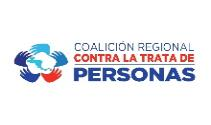 COALICIÓN REGIONAL
CONTRA LA TRATA DE
PERSONAS